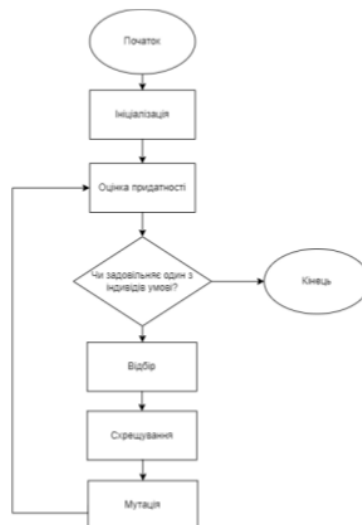 Початок
Ініціалізація
Оцінка придатності
Чи задовільняє один з
індивідів умові?
Кінець
Відбір
Схрещування
Мутація